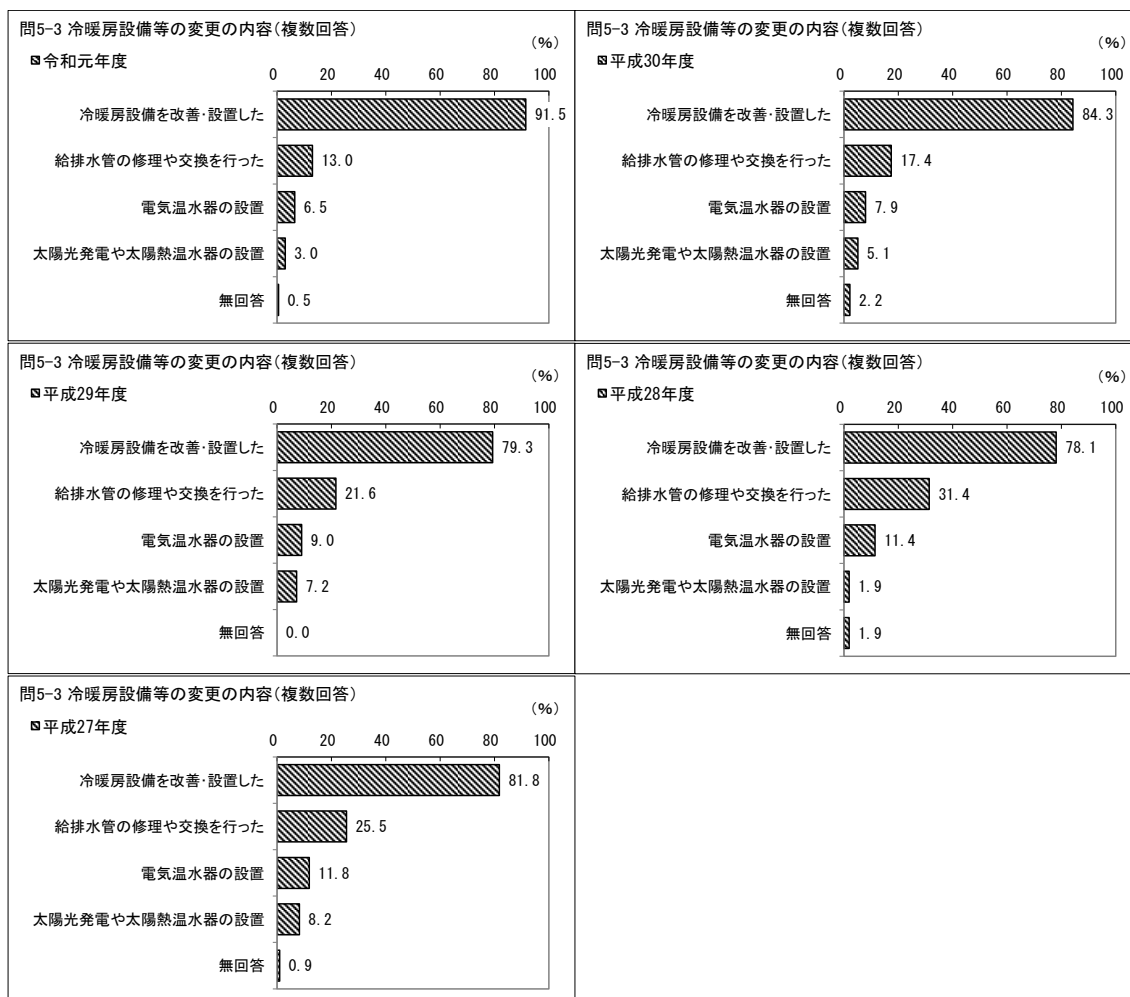 問5-3 冷暖房設備等の変更の内容(複数回答)
(%)
令和元年度
0 20 40 60 80 100
冷暖房設備を改善・設置した 91.5
給排水管の修理や交換を行った 13.0
電気温水器の設置 6.5
太陽光発電や太陽熱温水器の設置 3.0
無回答 0.5
問5-3 冷暖房設備等の変更の内容(複数回答)
(%)
平成30年度
0 20 40 60 80 100
冷暖房設備を改善・設置した 84.3
給排水管の修理や交換を行った 17.4
電気温水器の設置 7.9
太陽光発電や太陽熱温水器の設置 5.1
無回答 2.2
問5-3 冷暖房設備等の変更の内容(複数回答)
(%)
平成29年度
0 20 40 60 80 100
冷暖房設備を改善・設置した 79.3
給排水管の修理や交換を行った 21.6
電気温水器の設置 9.0
太陽光発電や太陽熱温水器の設置 7.2
無回答 0.0
問5-3 冷暖房設備等の変更の内容(複数回答)
(%)
平成28年度
0 20 40 60 80 100
冷暖房設備を改善・設置した 78.1
給排水管の修理や交換を行った 31.4
電気温水器の設置 11.4
太陽光発電や太陽熱温水器の設置 1.9
無回答 1.9
問5-3 冷暖房設備等の変更の内容(複数回答)
(%)
平成27年度
0 20 40 60 80 100
冷暖房設備を改善・設置した 81.8
給排水管の修理や交換を行った 25.5
電気温水器の設置 11.8
太陽光発電や太陽熱温水器の設置 8.2
無回答 0.9